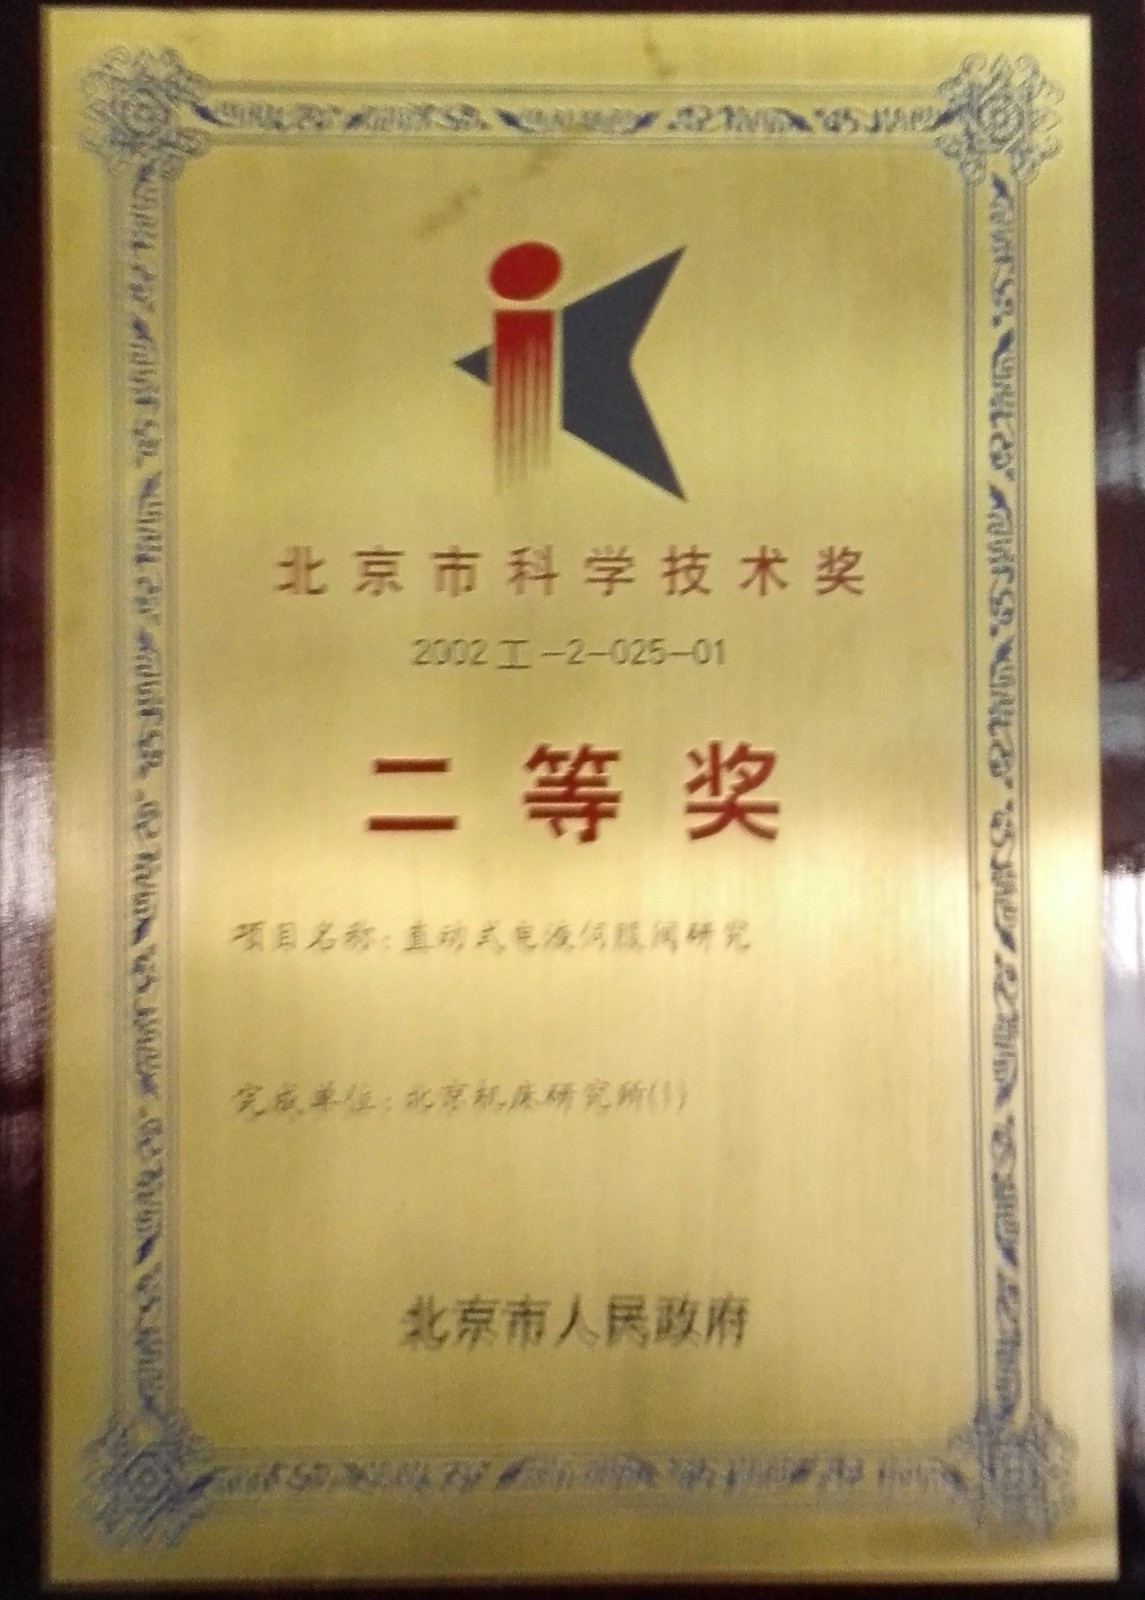 北京市科学技术奖
2002工-2-025-01
二等奖
项目名称:直动式电液伺服阀研究
完成单位:北京机床研究所(1)
北京市人民政府